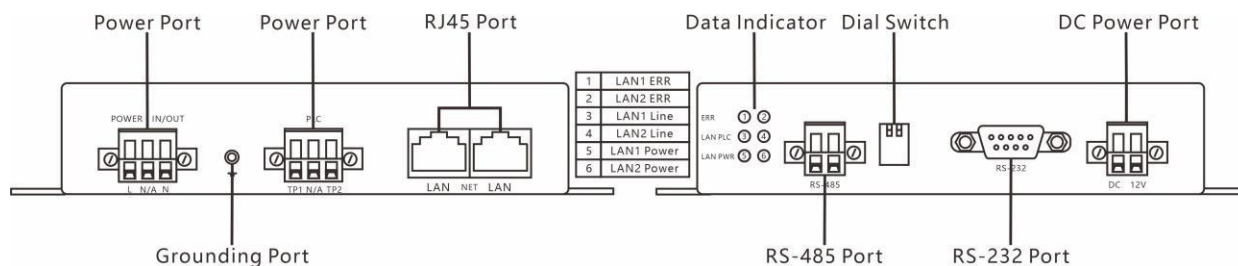 Power Port Power Port RJ45 Port Data Indicator Dial Switch DC Power Port
1 LAN1 ERR
2 LAN2 ERR
3 LAN1 Line
4 LAN2 Line
5 LAN1 Power
6 LAN2 Power
POWER IN/OUT
L N/A N
PLC
TP1 N/A TP2
LAN NET LAN
ERR 1 2
LAN PLC 3 4
LAN PWR 5 6
RS-485
RS-232
DC 12V
Grounding Port RS-485 Port RS-232 Port